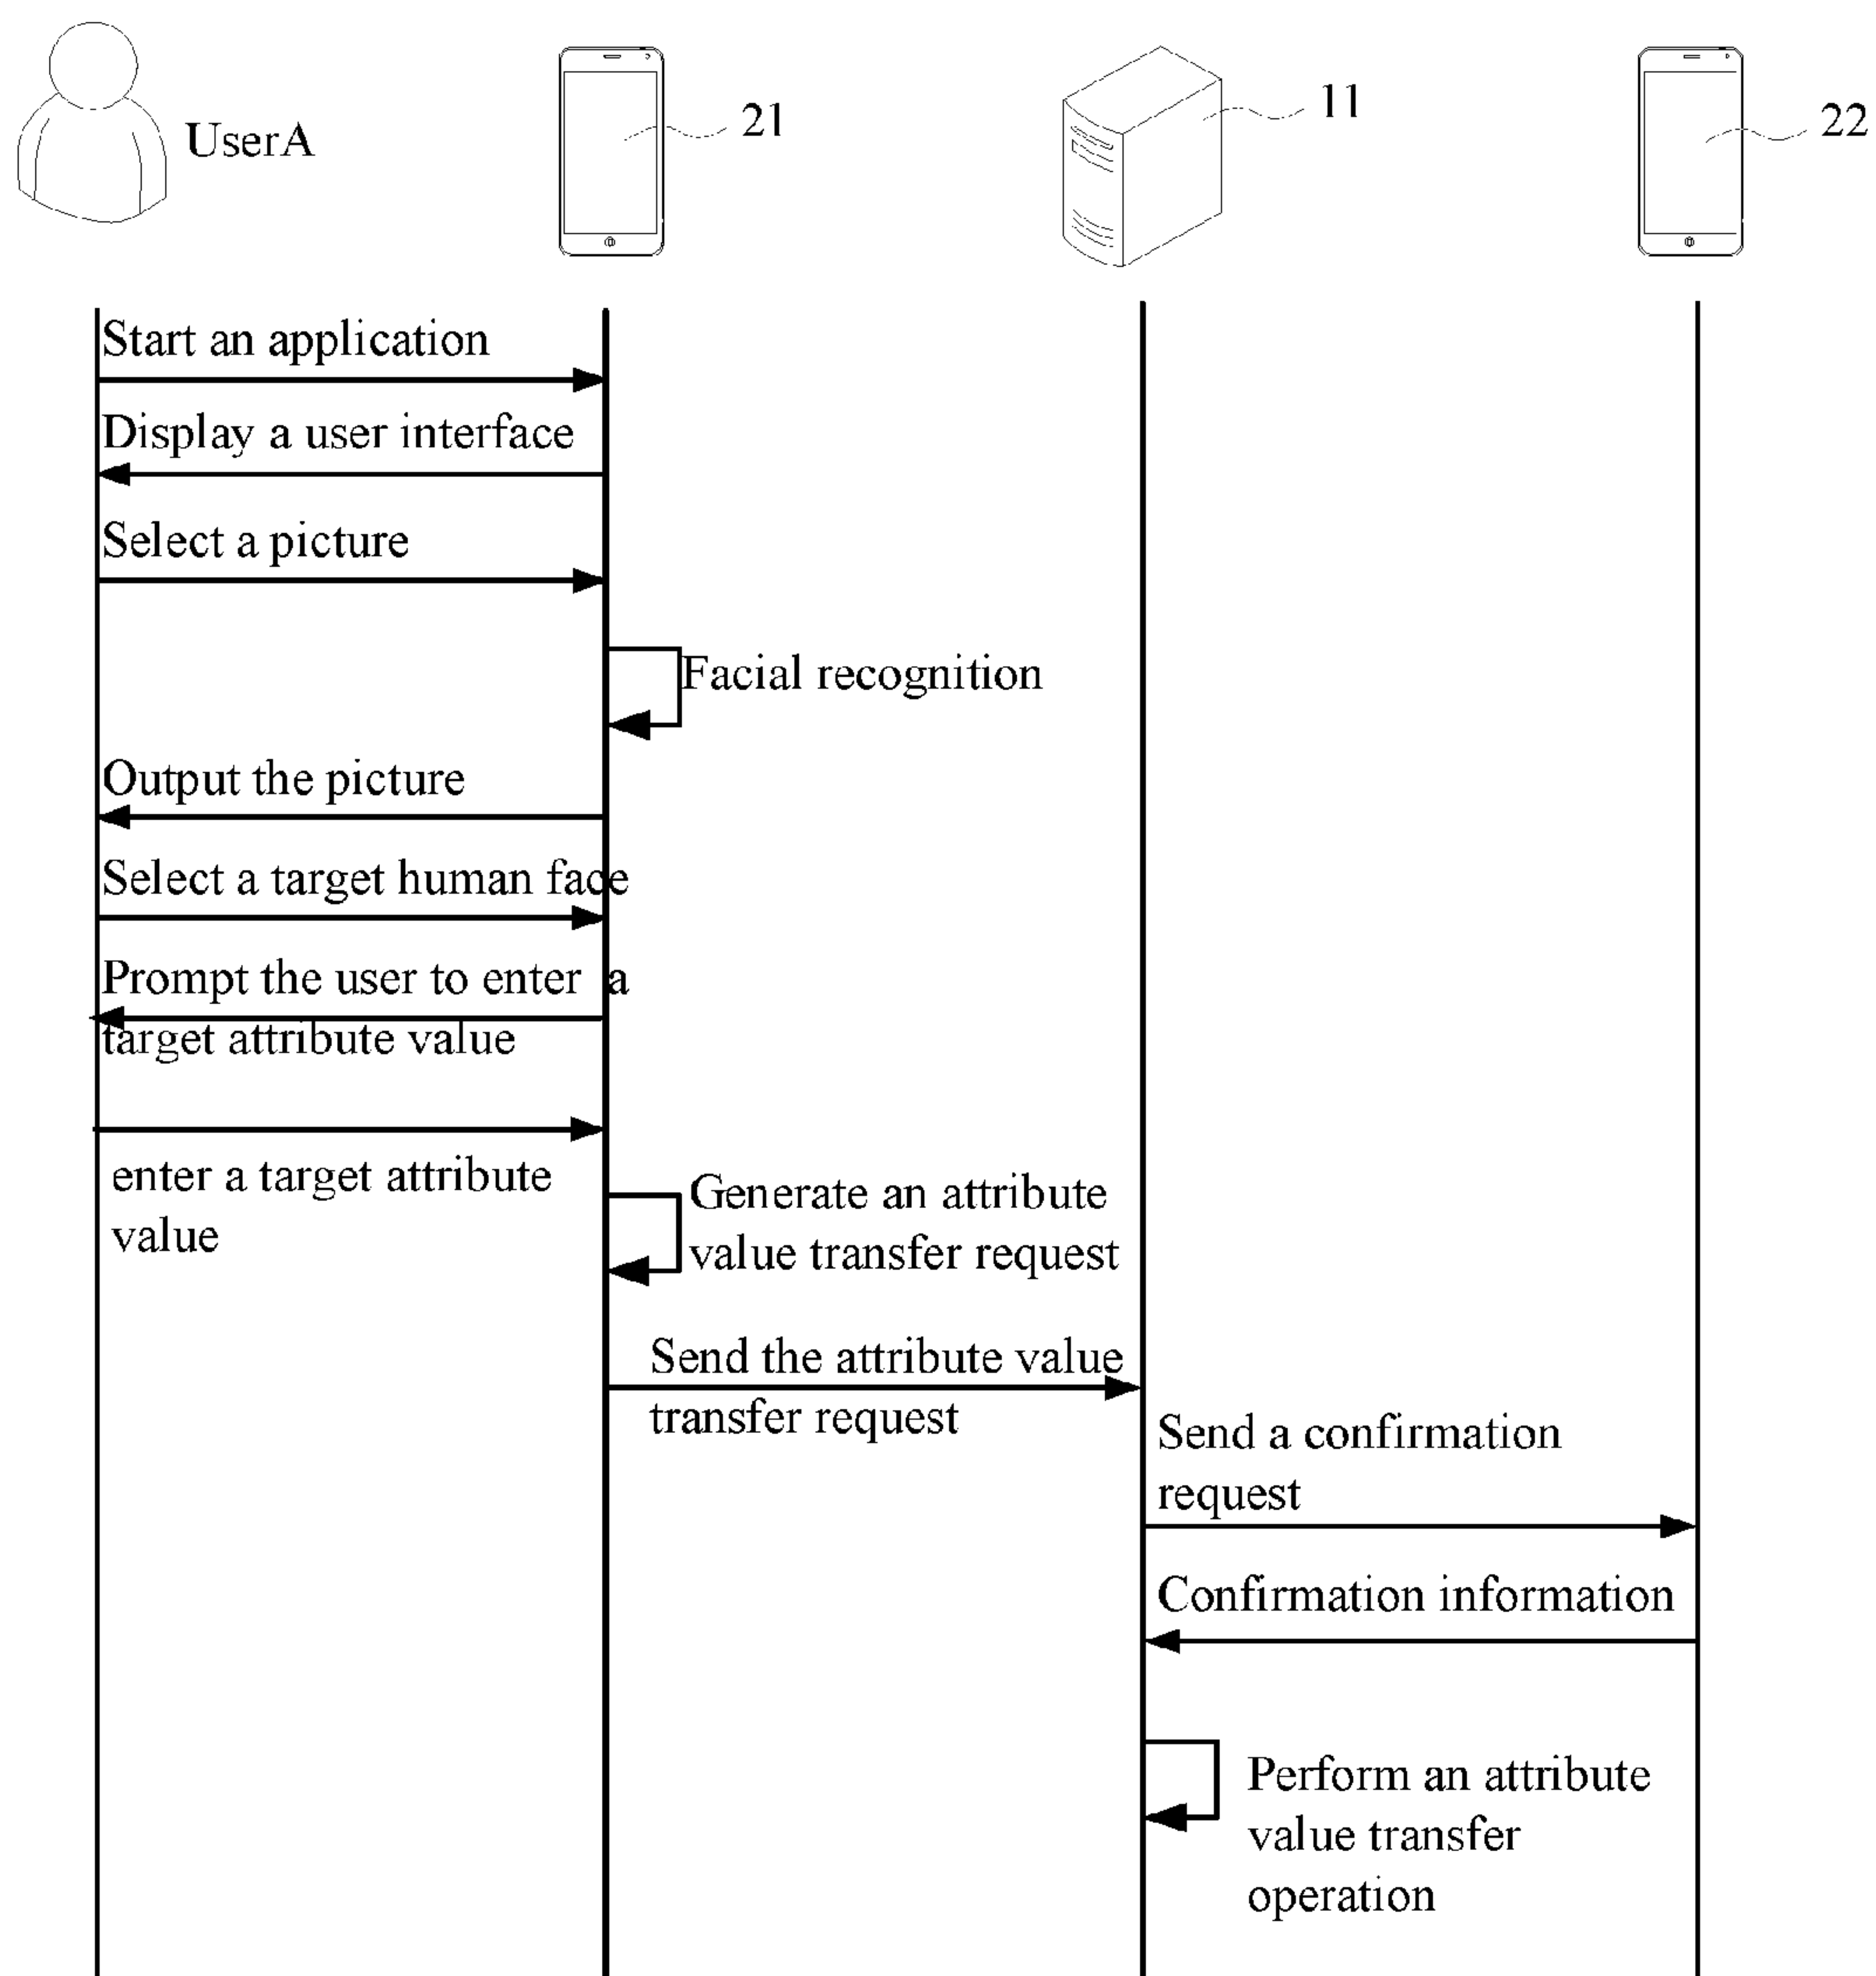 UserA
21
11
22
Start an application
Display a user interface
Select a picture
Facial recognition
Output the picture
Select a target human face
Prompt the user to enter a
target attribute value
enter a target attribute
value
Generate an attribute
value transfer request
Send the attribute value
transfer request
Send a confirmation
request
Confirmation information
Perform an attribute
value transfer
operation